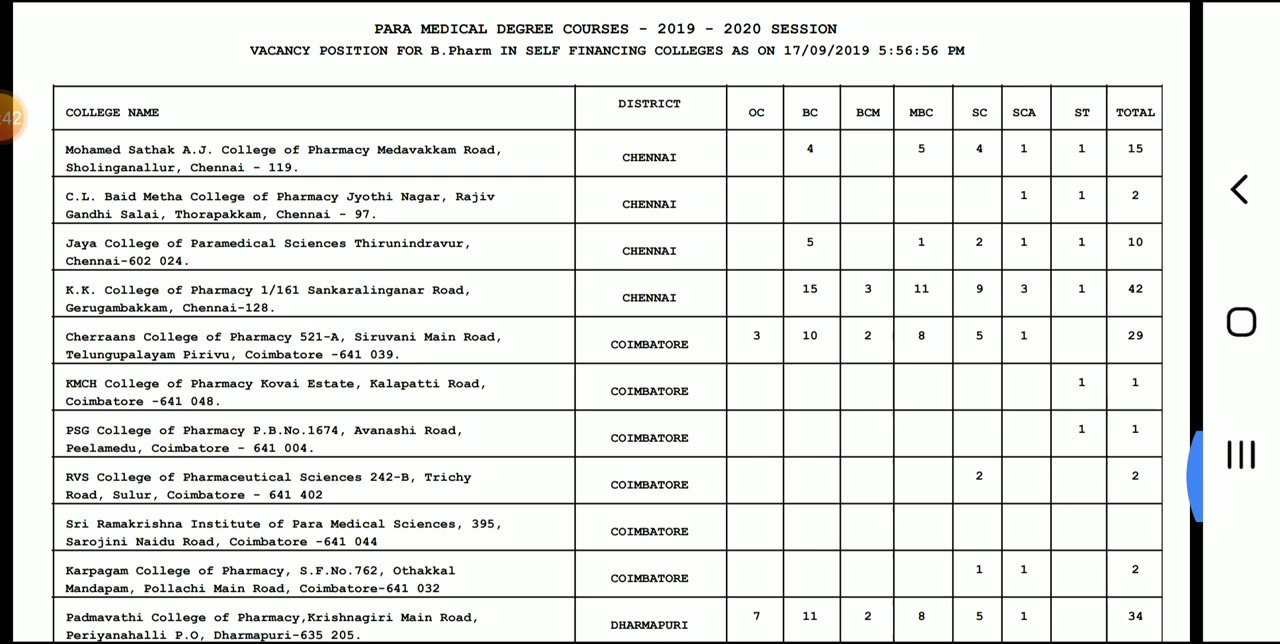 PARA MEDICAL DEGREE COURSES - 2019 - 2020 SESSION
VACANCY POSITION FOR B.Pharm IN SELF FINANCING COLLEGES AS ON 17/09/2019 5:56:56 PM
COLLEGE NAME DISTRICT OC BC BCM MBC SC SCA ST TOTAL
Mohamed Sathak A.J. College of Pharmacy Medavakkam Road,
Sholinganallur, Chennai - 119. CHENNAI 4 5 4 1 1 15
C.L. Baid Metha College of Pharmacy Jyothi Nagar, Rajiv
Gandhi Salai, Thorapakkam, Chennai - 97. CHENNAI 1 1 2
Jaya College of Paramedical Sciences Thirunindravur,
Chennai-602 024. CHENNAI 5 1 2 1 1 10
K.K. College of Pharmacy 1/161 Sankaralinganar Road,
Gerugambakkam, Chennai-128. CHENNAI 15 3 11 9 3 1 42
Cherraans College of Pharmacy 521-A, Siruvani Main Road,
Telungupalayam Pirivu, Coimbatore -641 039. COIMBATORE 3 10 2 8 5 1 29
KMCH College of Pharmacy Kovai Estate, Kalapatti Road,
Coimbatore -641 048. COIMBATORE 1 1
PSG College of Pharmacy P.B.No.1674, Avanashi Road,
Peelamedu, Coimbatore - 641 004. COIMBATORE 1 1
RVS College of Pharmaceutical Sciences 242-B, Trichy
Road, Sulur, Coimbatore - 641 402 COIMBATORE 2 2
Sri Ramakrishna Institute of Para Medical Sciences, 395,
Sarojini Naidu Road, Coimbatore -641 044 COIMBATORE
Karpagam College of Pharmacy, S.F.No.762, Othakkal
Mandapam, Pollachi Main Road, Coimbatore-641 032 COIMBATORE 1 1 2
Padmavathi College of Pharmacy,Krishnagiri Main Road,
Periyanahalli P.O, Dharmapuri-635 205. DHARMAPURI 7 11 2 8 5 1 34